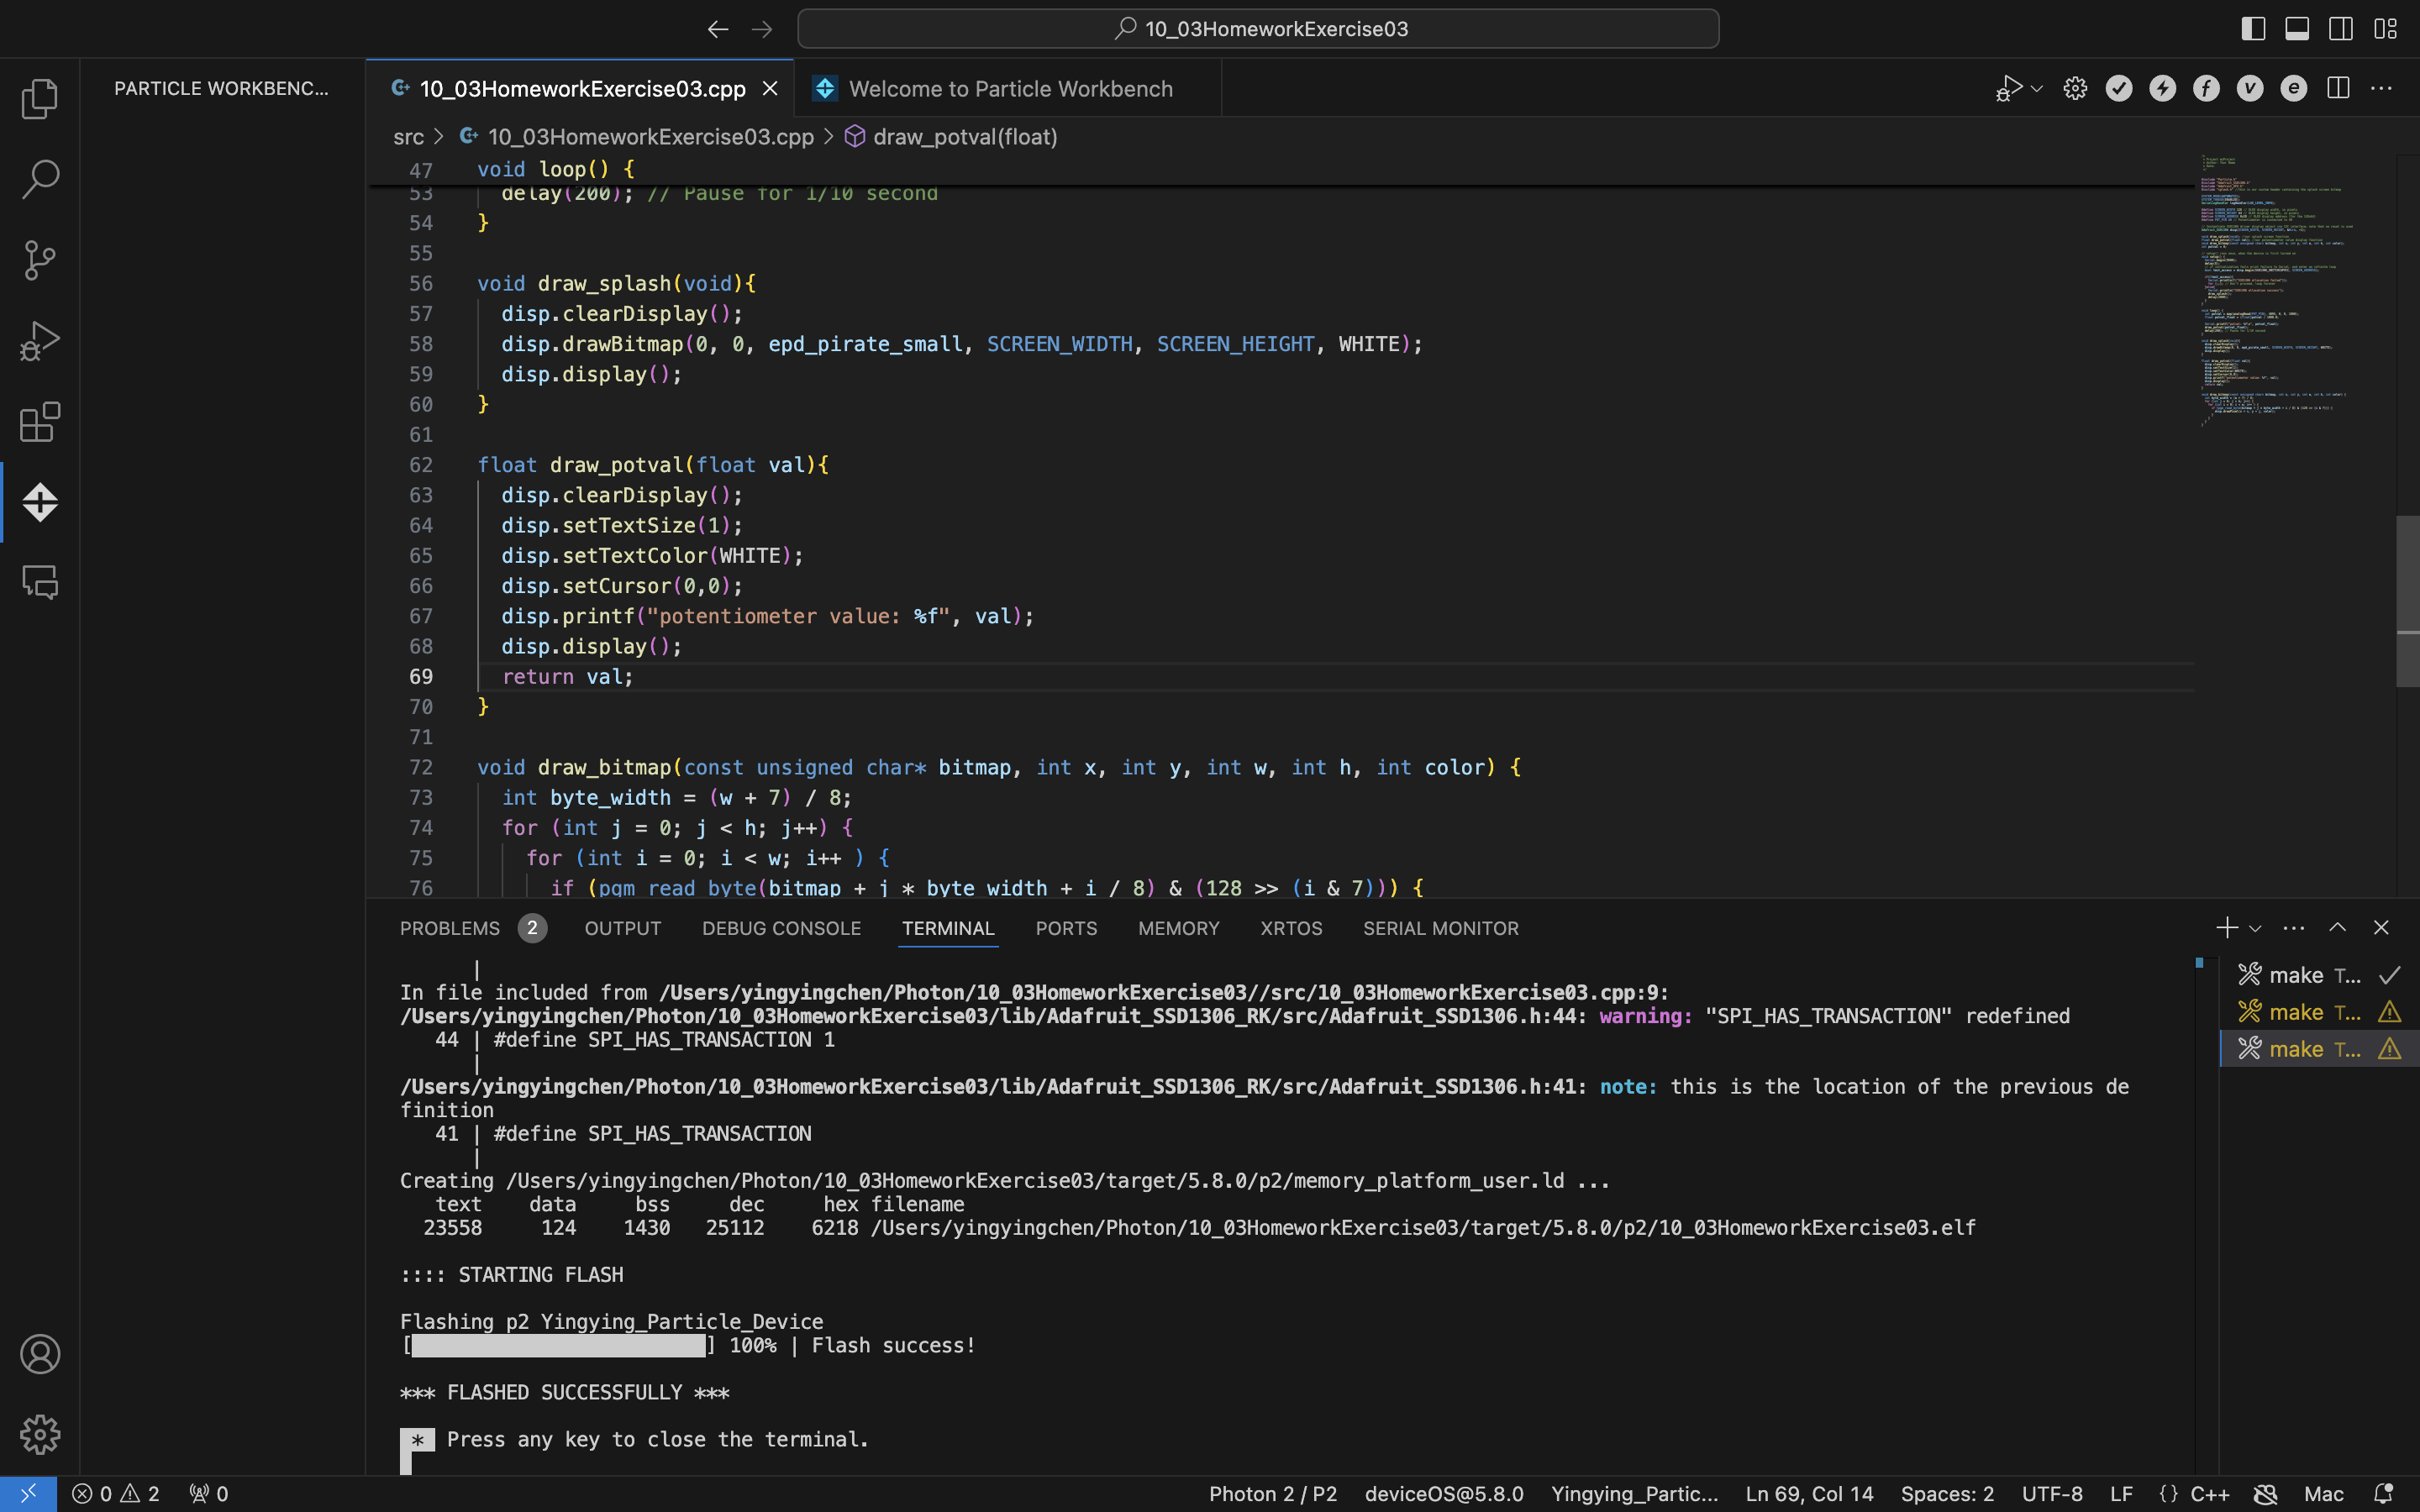 10_03HomeworkExercise03
PARTICLE WORKBENC...
10_03HomeworkExercise03.cpp
Welcome to Particle Workbench
src > 10_03HomeworkExercise03.cpp > draw_potval(float)
47 void loop() {
53 delay(200); // Pause for 1/10 second
54 }
55
56 void draw_splash(void){
57 disp.clearDisplay();
58 disp.drawBitmap(0, 0, epd_pirate_small, SCREEN_WIDTH, SCREEN_HEIGHT, WHITE);
59 disp.display();
60 }
61
62 float draw_potval(float val){
63 disp.clearDisplay();
64 disp.setTextSize(1);
65 disp.setTextColor(WHITE);
66 disp.setCursor(0,0);
67 disp.printf("potentiometer value: %f", val);
68 disp.display();
69 return val;
70 }
71
72 void draw_bitmap(const unsigned char* bitmap, int x, int y, int w, int h, int color) {
73 int byte_width = (w + 7) / 8;
74 for (int j = 0; j < h; j++) {
75 for (int i = 0; i < w; i++ ) {
76 if (pgm_read_byte(bitmap + j * byte_width + i / 8) & (128 >> (i & 7))) {
PROBLEMS 2 OUTPUT DEBUG CONSOLE TERMINAL PORTS MEMORY XRTOS SERIAL MONITOR
|
In file included from /Users/yingyingchen/Photon/10_03HomeworkExercise03//src/10_03HomeworkExercise03.cpp:9:
/Users/yingyingchen/Photon/10_03HomeworkExercise03/lib/Adafruit_SSD1306_RK/src/Adafruit_SSD1306.h:44: warning: "SPI_HAS_TRANSACTION" redefined
44 | #define SPI_HAS_TRANSACTION 1
|
/Users/yingyingchen/Photon/10_03HomeworkExercise03/lib/Adafruit_SSD1306_RK/src/Adafruit_SSD1306.h:41: note: this is the location of the previous de
finition
41 | #define SPI_HAS_TRANSACTION
|
Creating /Users/yingyingchen/Photon/10_03HomeworkExercise03/target/5.8.0/p2/memory_platform_user.ld ...
text data bss dec hex filename
23558 124 1430 25112 6218 /Users/yingyingchen/Photon/10_03HomeworkExercise03/target/5.8.0/p2/10_03HomeworkExercise03.elf
:::: STARTING FLASH
Flashing p2 Yingying_Particle_Device
[ ] 100% | Flash success!
*** FLASHED SUCCESSFULLY ***
* Press any key to close the terminal.
make T...
make T...
make T...
0 2 0 Photon 2 / P2 deviceOS@5.8.0 Yingying_Partic... Ln 69, Col 14 Spaces: 2 UTF-8 LF {} C++ Mac